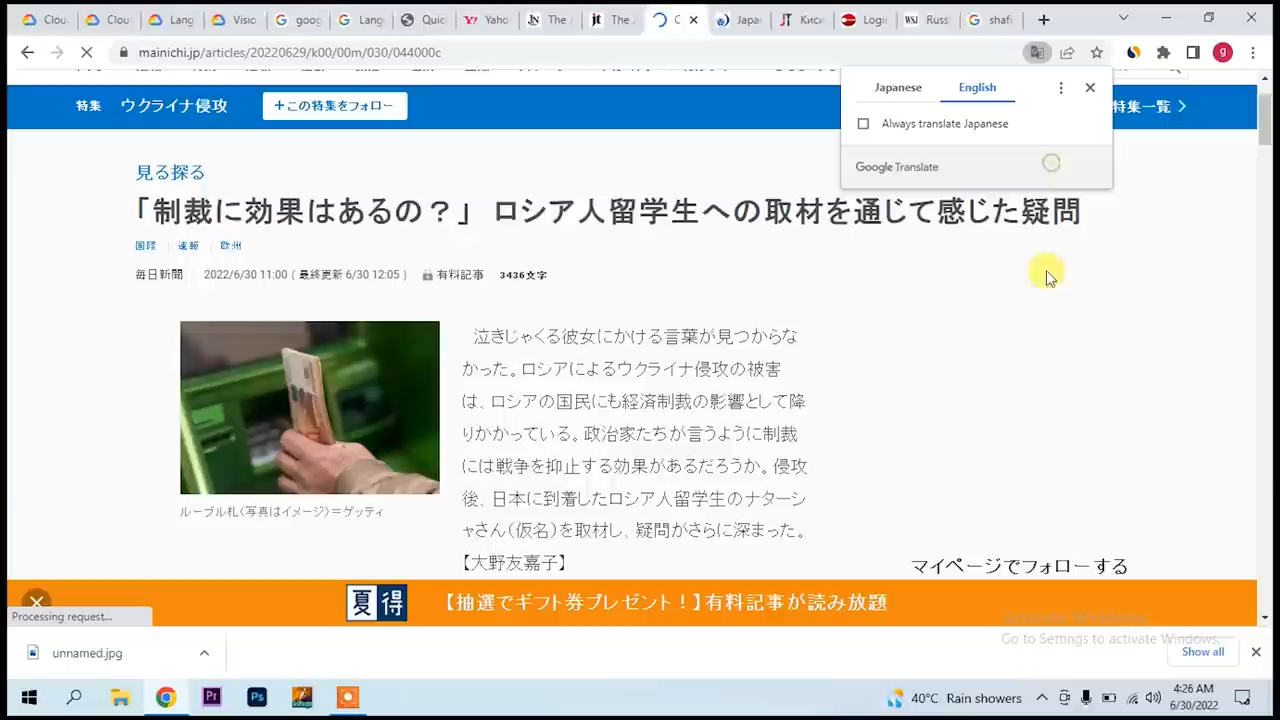 Clou
Clou
Lang
Visio
goog
Lang
Quic
Yaho
The
The
C
Japa
Киси
Logi
Russ
shafi
mainichi.jp/articles/20220629/k00/00m/030/044000c
Japanese
English
Always translate Japanese
Google Translate
特集
ウクライナ侵攻
+この特集をフォロー
特集一覧
見る探る
「制裁に効果はあるの？」 ロシア人留学生への取材を通じて感じた疑問
国際 速報 欧州
毎日新聞 2022/6/30 11:00 ( 最終更新 6/30 12:05 ) 有料記事 3436文字
ルーブル札（写真はイメージ）＝ゲッティ
泣きじゃくる彼女にかける言葉が見つからな
かった。ロシアによるウクライナ侵攻の被害
は、ロシアの国民にも経済制裁の影響として降
りかかっている。政治家たちが言うように制裁
には戦争を抑止する効果があるだろうか。侵攻
後、日本に到着したロシア人留学生のナターシ
ャさん（仮名）を取材し、疑問がさらに深まった。
【大野友嘉子】
マイページでフォローする
夏得
【抽選でギフト券プレゼント！】有料記事が読み放題
Processing request...
Activate Windows
Go to Settings to activate Windows.
unnamed.jpg
Show all
40°C Rain showers
4:26 AM
6/30/2022